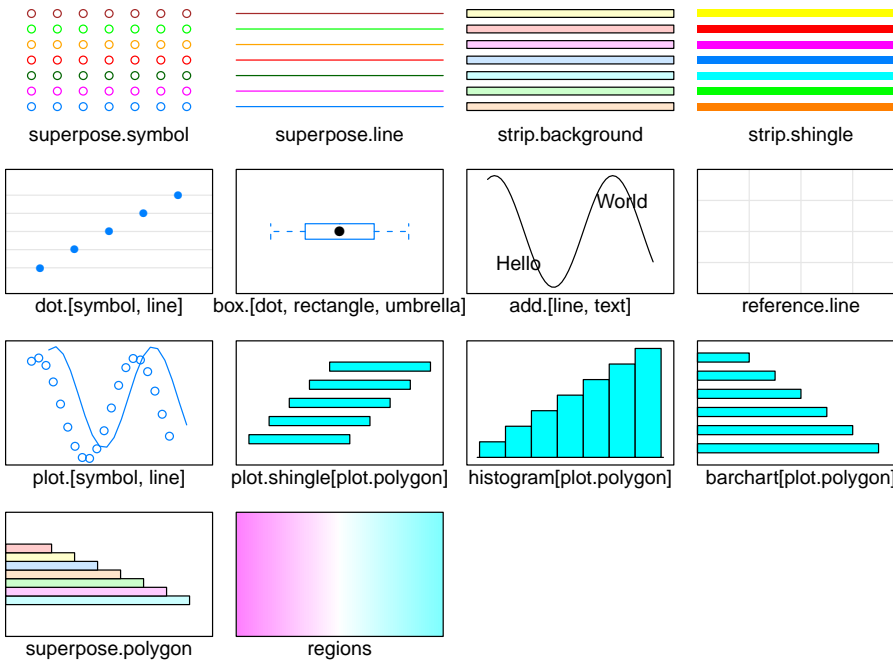 superpose.symbol
superpose.line
strip.background
strip.shingle
dot.[symbol, line]
box.[dot, rectangle, umbrella]
World
Hello
add.[line, text]
reference.line
plot.[symbol, line]
plot.shingle[plot.polygon]
histogram[plot.polygon]
barchart[plot.polygon]
superpose.polygon
regions